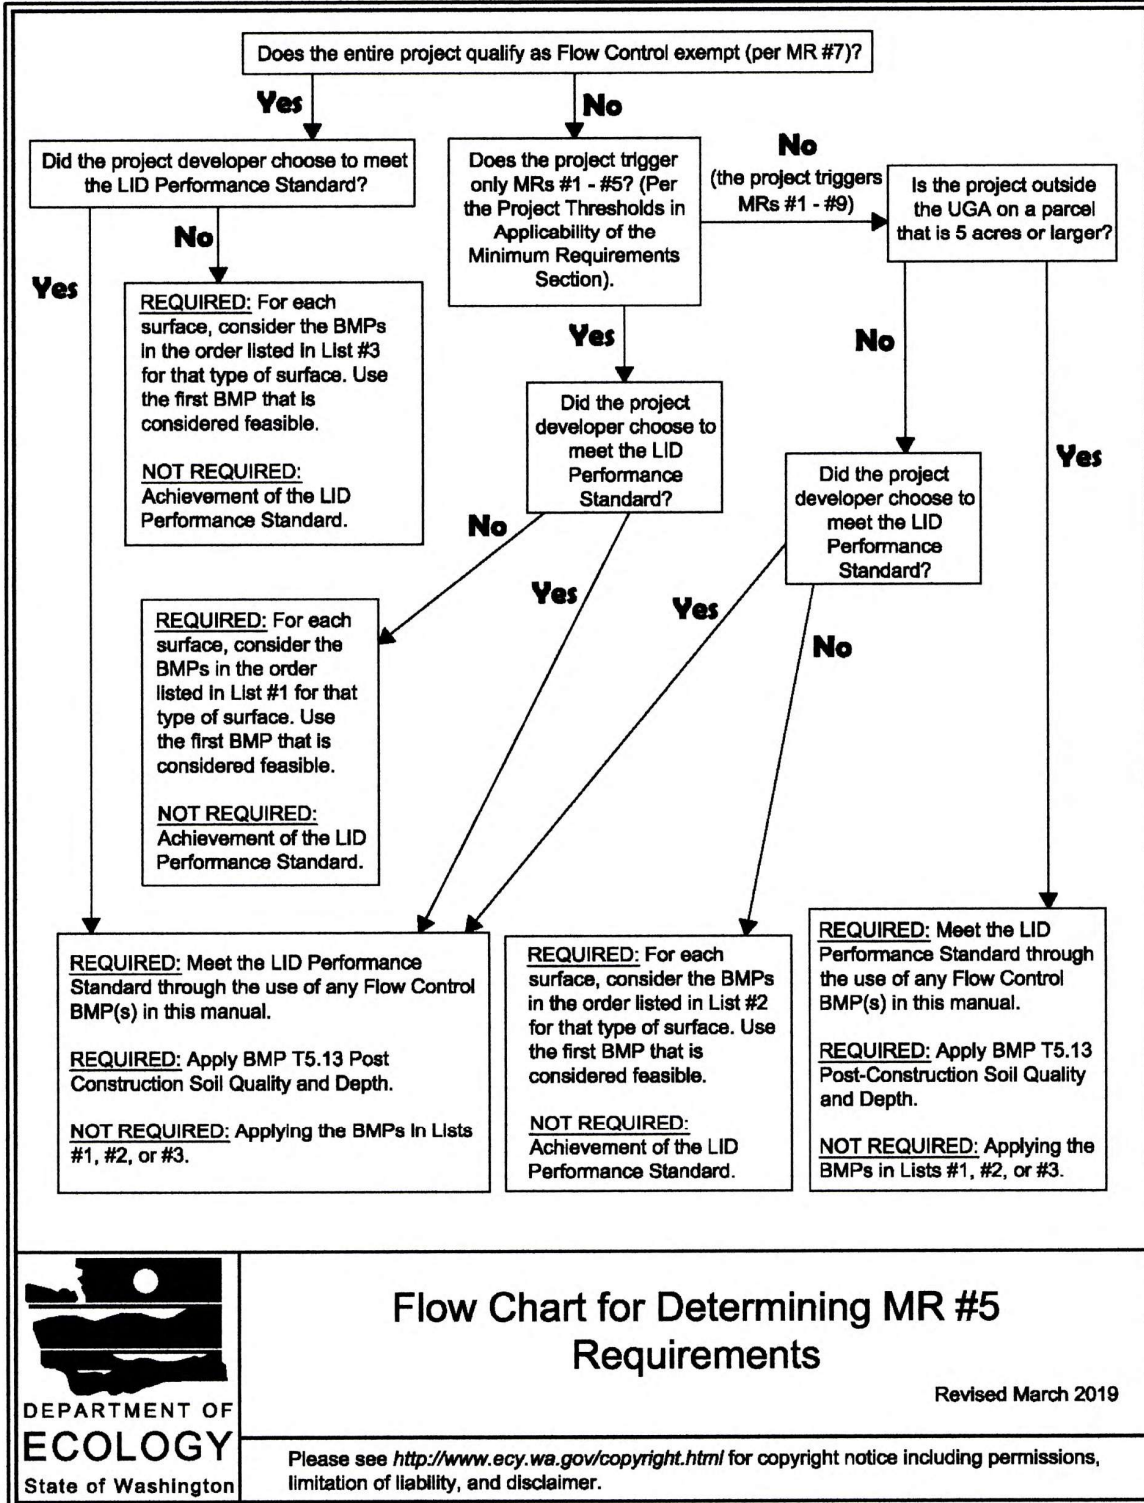 Does the entire project qualify as Flow Control exempt (per MR #7)?
Yes
No
Did the project developer choose to meet
the LID Performance Standard?
Does the project trigger
only MRs #1 - #5? (Per
the Project Thresholds in
Applicability of the
Minimum Requirements
Section).
No
(the project triggers
MRs #1 - #9)
Is the project outside
the UGA on a parcel
that is 5 acres or larger?
Yes
No
REQUIRED: For each
surface, consider the BMPs
in the order listed in List #3
for that type of surface. Use
the first BMP that is
considered feasible.
NOT REQUIRED:
Achievement of the LID
Performance Standard.
Yes
Did the project
developer choose to
meet the LID
Performance
Standard?
No
Yes
Did the project
developer choose to
meet the LID
Performance
Standard?
No
Yes
Yes
No
REQUIRED: For each
surface, consider the
BMPs in the order
listed in List #1 for that
type of surface. Use
the first BMP that is
considered feasible.
NOT REQUIRED:
Achievement of the LID
Performance Standard.
REQUIRED: Meet the LID Performance
Standard through the use of any Flow Control
BMP(s) in this manual.
REQUIRED: Apply BMP T5.13 Post
Construction Soil Quality and Depth.
NOT REQUIRED: Applying the BMPs in Lists
#1, #2, or #3.
REQUIRED: For each
surface, consider the BMPs
in the order listed in List #2
for that type of surface. Use
the first BMP that is
considered feasible.
NOT REQUIRED:
Achievement of the LID
Performance Standard.
REQUIRED: Meet the LID
Performance Standard through
the use of any Flow Control
BMP(s) in this manual.
REQUIRED: Apply BMP T5.13
Post-Construction Soil Quality
and Depth.
NOT REQUIRED: Applying the
BMPs in Lists #1, #2, or #3.
DEPARTMENT OF
ECOLOGY
State of Washington
Flow Chart for Determining MR #5
Requirements
Revised March 2019
Please see http://www.ecy.wa.gov/copyright.html for copyright notice including permissions,
limitation of liability, and disclaimer.